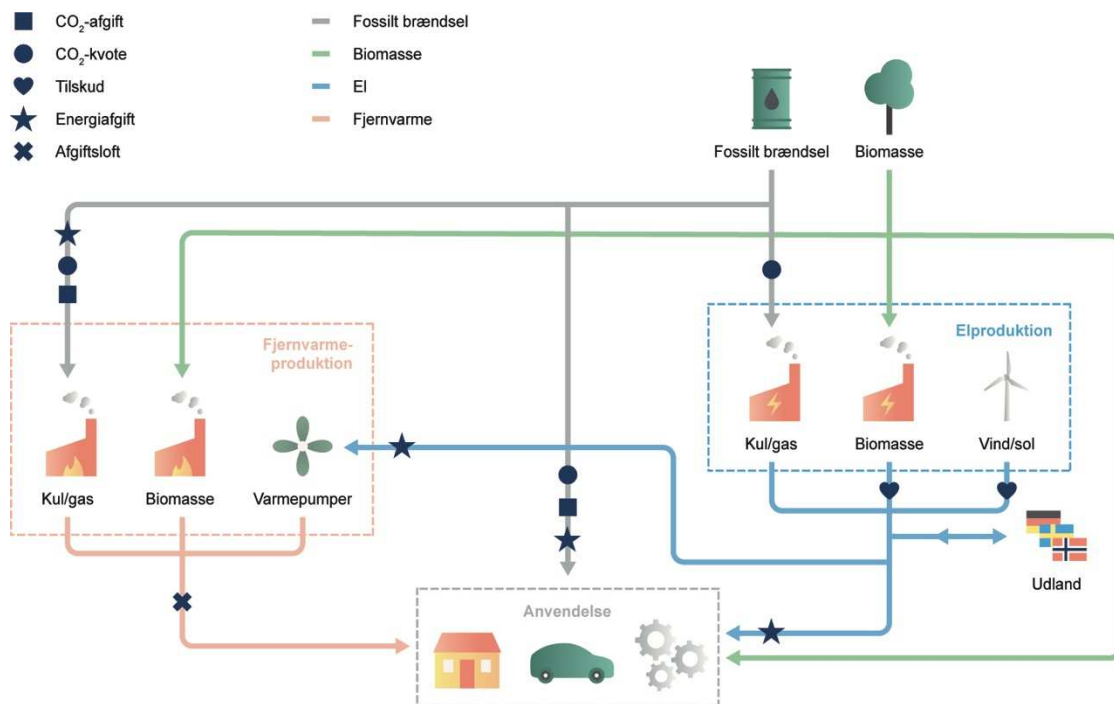 CO₂-afgift
CO₂-kvote
Tilskud
Energiafgift
Afgiftsloft
Fossilt brændsel
Biomasse
El
Fjernvarme
Fossilt brændsel
Biomasse
Fjernvarme-
produktion
Kul/gas
Biomasse
Varmepumper
Elproduktion
Kul/gas
Biomasse
Vind/sol
Udland
Anvendelse